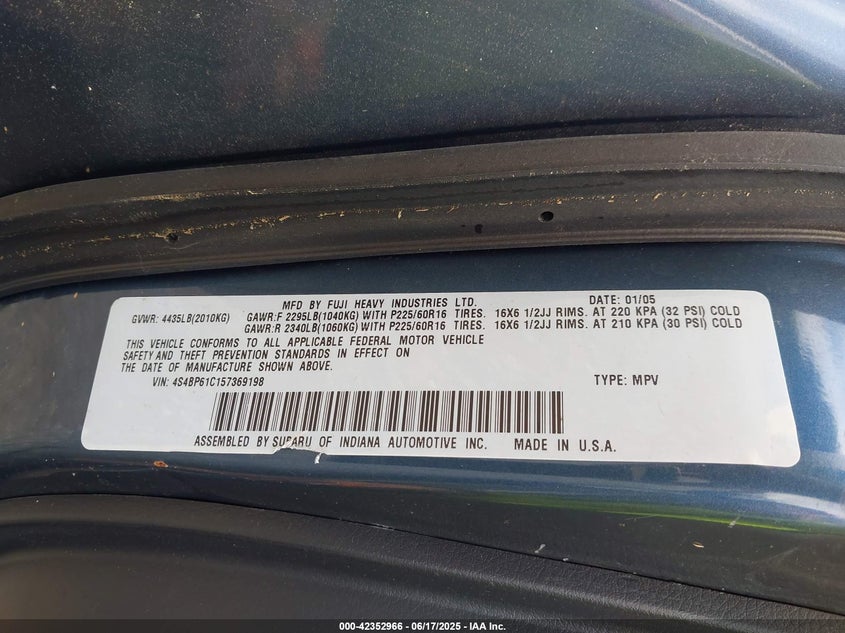 MFD BY FUJI HEAVY INDUSTRIES LTD. DATE: 01/05
GVWR: 4435LB(2010KG) GAWR:F 2295LB(1040KG) WITH P225/60R16 TIRES. 16X6 1/2JJ RIMS. AT 220 KPA (32 PSI) COLD
GAWR:R 2340LB(1060KG) WITH P225/60R16 TIRES. 16X6 1/2JJ RIMS. AT 210 KPA (30 PSI) COLD
THIS VEHICLE CONFORMS TO ALL APPLICABLE FEDERAL MOTOR VEHICLE
SAFETY AND THEFT PREVENTION STANDARDS IN EFFECT ON
THE DATE OF MANUFACTURE SHOWN ABOVE.
VIN: 4S4BP61C157369198 TYPE: MPV
ASSEMBLED BY SUBARU OF INDIANA AUTOMOTIVE INC. MADE IN U.S.A.
000-42352966 - 06/17/2025 - IAA Inc.